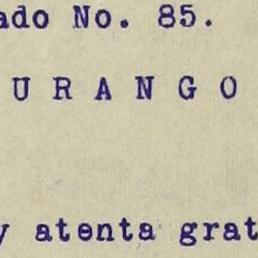 ado No. 85.
U R A N G O
y atenta grat